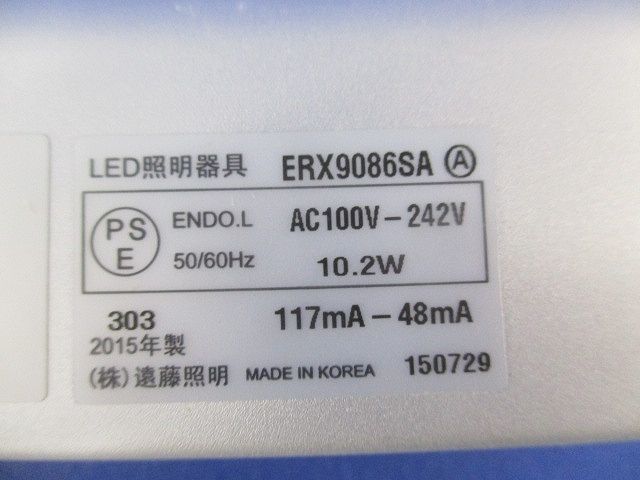 LED照明器具 ERX9086SA Ⓐ
PS E ENDO.L AC100V-242V
50/60Hz 10.2W
303 117mA-48mA
2015年製
(株)遠藤照明 MADE IN KOREA 150729